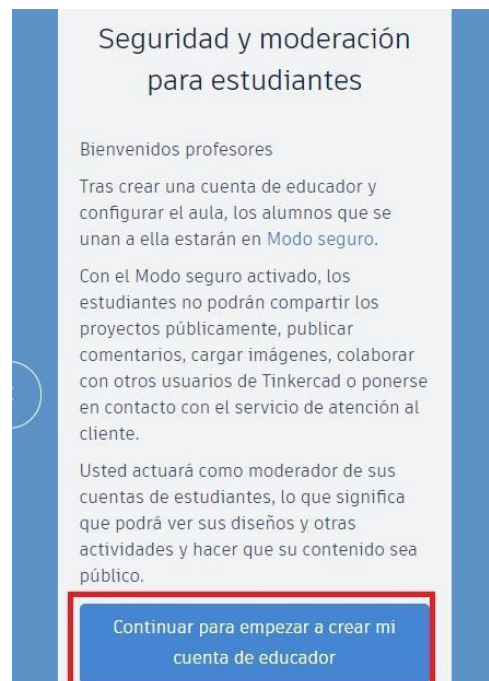 Seguridad y moderación
para estudiantes
Bienvenidos profesores
Tras crear una cuenta de educador y
configurar el aula, los alumnos que se
unan a ella estarán en Modo seguro.
Con el Modo seguro activado, los
estudiantes no podrán compartir los
proyectos públicamente, publicar
comentarios, cargar imágenes, colaborar
con otros usuarios de Tinkercad o ponerse
en contacto con el servicio de atención al
cliente.
Usted actuará como moderador de sus
cuentas de estudiantes, lo que significa
que podrá ver sus diseños y otras
actividades y hacer que su contenido sea
público.
Continuar para empezar a crear mi
cuenta de educador